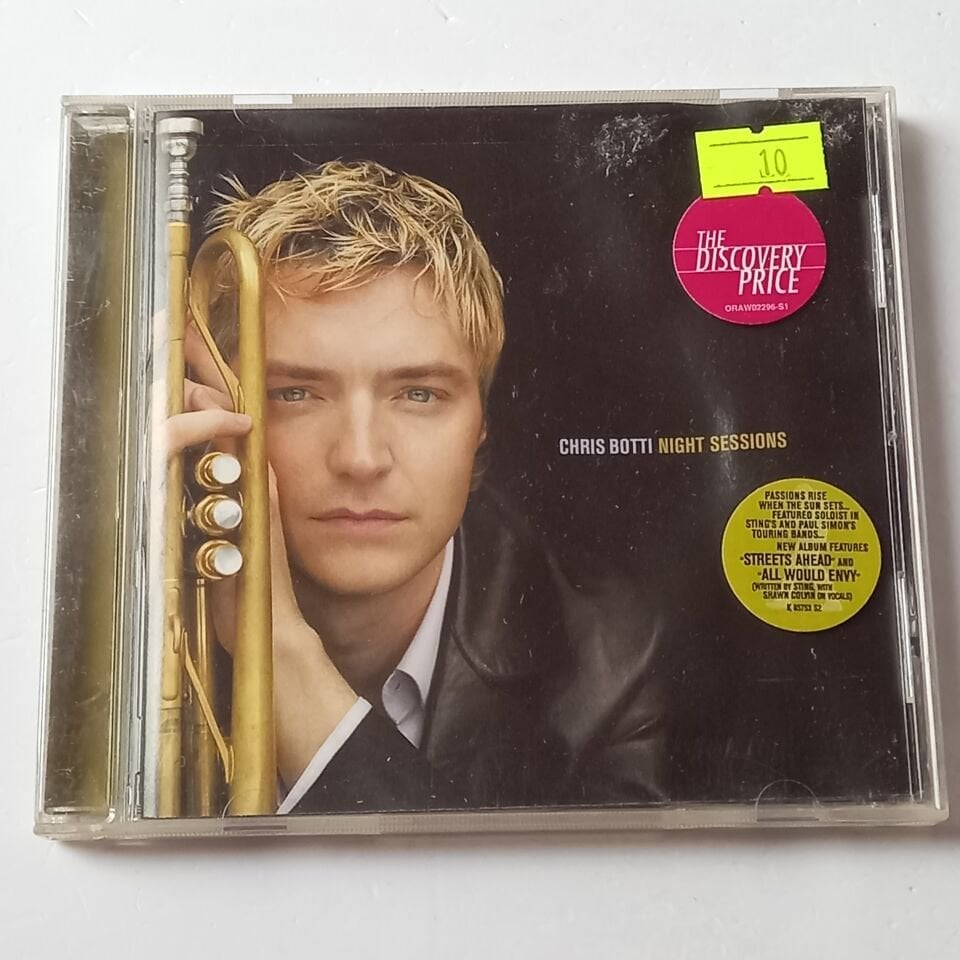 10
THE
DISCOVERY
PRICE
ORAW02296-S1
CHRIS BOTTI NIGHT SESSIONS
PASSIONS RISE
WHEN THE SUN SETS...
FEATURED SOLOIST IN
STING'S AND PAUL SIMON'S
TOURING BANDS...
NEW ALBUM FEATURES
"STREETS AHEAD" AND
"ALL WOULD ENVY"
(WRITTEN BY STING, WITH
SHAWN COLVIN ON VOCALS)
K 85753 S2